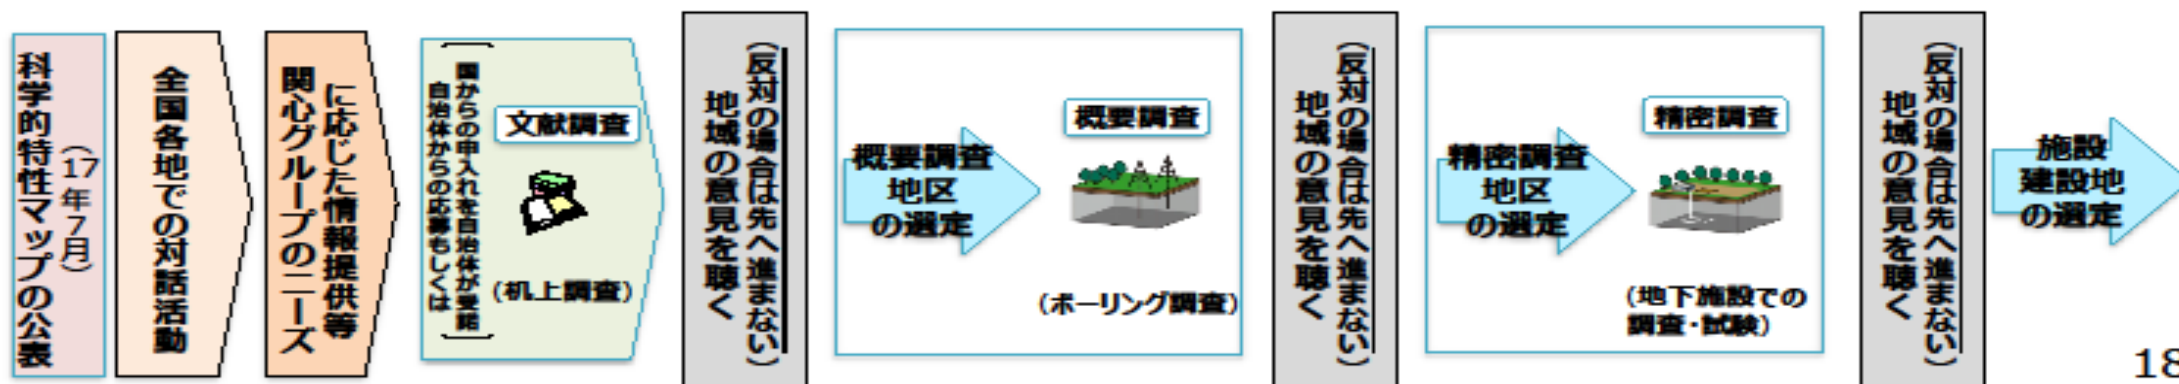 科学的特性マップの公表
（17年7月）
全国各地での対話活動
関心グループのニーズ
に応じた情報提供等
自治体からの応募もしくは
国からの申入れを自治体が受諾
文献調査
（机上調査）
地域の意見を聴く
（反対の場合は先へ進まない）
概要調査
地区
の選定
概要調査
（ボーリング調査）
地域の意見を聴く
（反対の場合は先へ進まない）
精密調査
地区
の選定
精密調査
（地下施設での
調査・試験）
地域の意見を聴く
（反対の場合は先へ進まない）
施設
建設地
の選定
18